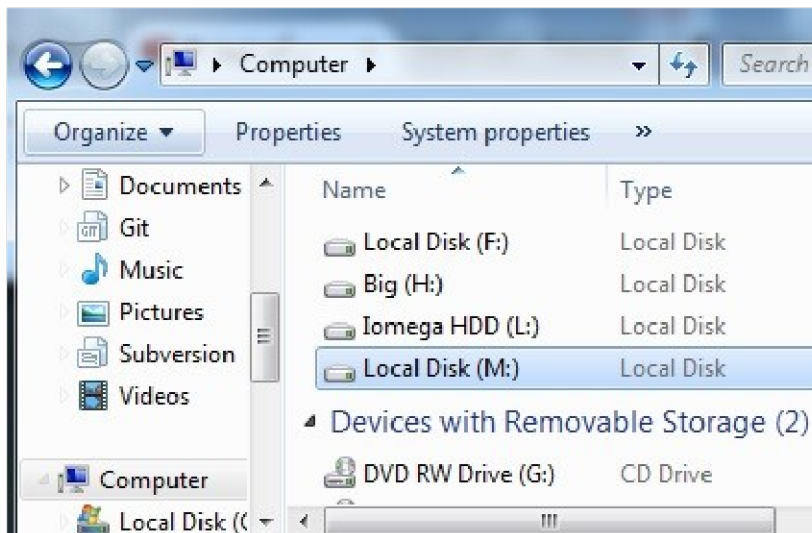 Computer
Search
Organize
Properties
System properties
»
Documents
Git
Music
Pictures
Subversion
Videos
Computer
Local Disk (
Name
Type
Local Disk (F:)
Local Disk
Big (H:)
Local Disk
Iomega HDD (L:)
Local Disk
Local Disk (M:)
Local Disk
Devices with Removable Storage (2)
DVD RW Drive (G:)
CD Drive